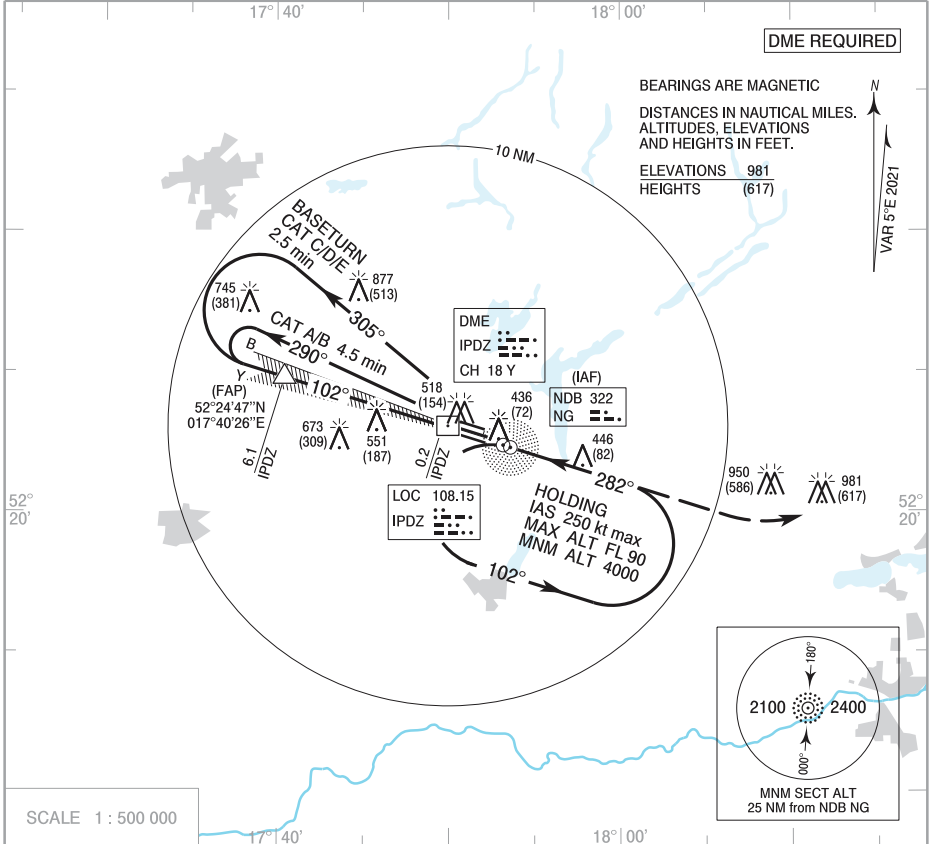 17°40'
18°00'
DME REQUIRED
BEARINGS ARE MAGNETIC
DISTANCES IN NAUTICAL MILES.
ALTITUDES, ELEVATIONS
AND HEIGHTS IN FEET.
ELEVATIONS 981
HEIGHTS (617)
N
VAR 5°E 2021
10 NM
BASETURN
CAT C/D/E
2.5 min
877
(513)
745
(381)
305°
CAT A/B 4.5 min
290°
B
Y
102°
(FAP)
52°24'47"N
017°40'26"E
6.1
IPDZ
673
(309)
551
(187)
518
(154)
0.2
IPDZ
DME
IPDZ
CH 18 Y
436
(72)
(IAF)
NDB 322
NG
446
(82)
282°
950
(586)
981
(617)
LOC 108.15
IPDZ
HOLDING
IAS 250 kt max
MAX ALT FL 90
MNM ALT 4000
102°
52°
20'
52°
20'
180°
2100
2400
000°
MNM SECT ALT
25 NM from NDB NG
SCALE 1 : 500 000
17°40'
18°00'